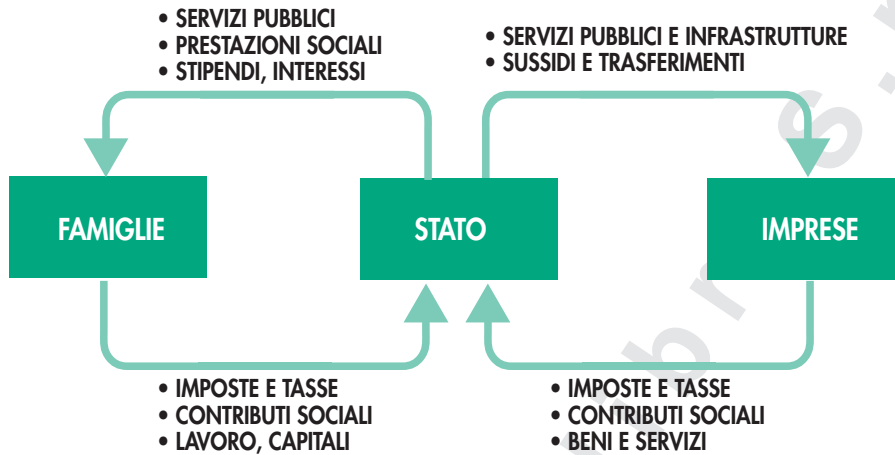 • SERVIZI PUBBLICI
• PRESTAZIONI SOCIALI
• STIPENDI, INTERESSI
• SERVIZI PUBBLICI E INFRASTRUTTURE
• SUSSIDI E TRASFERIMENTI
FAMIGLIE
STATO
IMPRESE
• IMPOSTE E TASSE
• CONTRIBUTI SOCIALI
• LAVORO, CAPITALI
• IMPOSTE E TASSE
• CONTRIBUTI SOCIALI
• BENI E SERVIZI